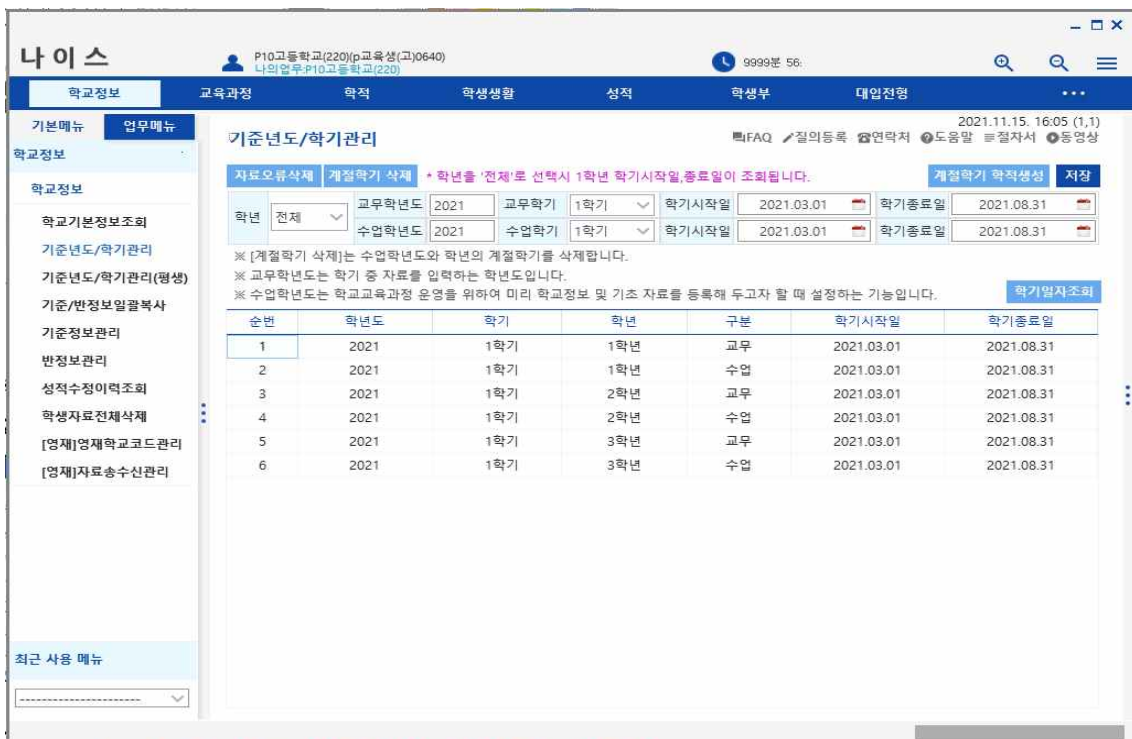 나이스
P10고등학교(220)(p교육생(고)0640)
나의업무:P10고등학교(220)
9999분 56:
학교정보 교육과정 학적 학생생활 성적 학생부 대입전형 •••
기본메뉴 업무메뉴
2021.11.15. 16:05 (1,1)
기준년도/학기관리
FAQ 질의등록 연락처 도움말 절자서 동영상
학교정보
학교정보
학교기본정보조회
기준년도/학기관리
기준년도/학기관리(평생)
기준/반정보일괄복사
기준정보관리
반정보관리
성적수정이력조회
학생자료전체삭제
[영재]영재학교코드관리
[영재]자료송수신관리
최근 사용 메뉴
----------------------
자료오류삭제 계절학기 삭제 * 학년을 '전체'로 선택시 1학년 학기시작일,종료일이 조회됩니다. 계절학기 학적생성 저장
학년 전체
교무학년도 2021 교무학기 1학기 학기시작일 2021.03.01 학기종료일 2021.08.31
수업학년도 2021 수업학기 1학기 학기시작일 2021.03.01 학기종료일 2021.08.31
※ [계절학기 삭제]는 수업학년도와 학년의 계절학기를 삭제합니다.
※ 교무학년도는 학기 중 자료를 입력하는 학년도입니다.
※ 수업학년도는 학교교육과정 운영을 위하여 미리 학교정보 및 기초 자료를 등록해 두고자 할 때 설정하는 기능입니다.
학기일자조회
순번 학년도 학기 학년 구분 학기시작일 학기종료일
1 2021 1학기 1학년 교무 2021.03.01 2021.08.31
2 2021 1학기 1학년 수업 2021.03.01 2021.08.31
3 2021 1학기 2학년 교무 2021.03.01 2021.08.31
4 2021 1학기 2학년 수업 2021.03.01 2021.08.31
5 2021 1학기 3학년 교무 2021.03.01 2021.08.31
6 2021 1학기 3학년 수업 2021.03.01 2021.08.31